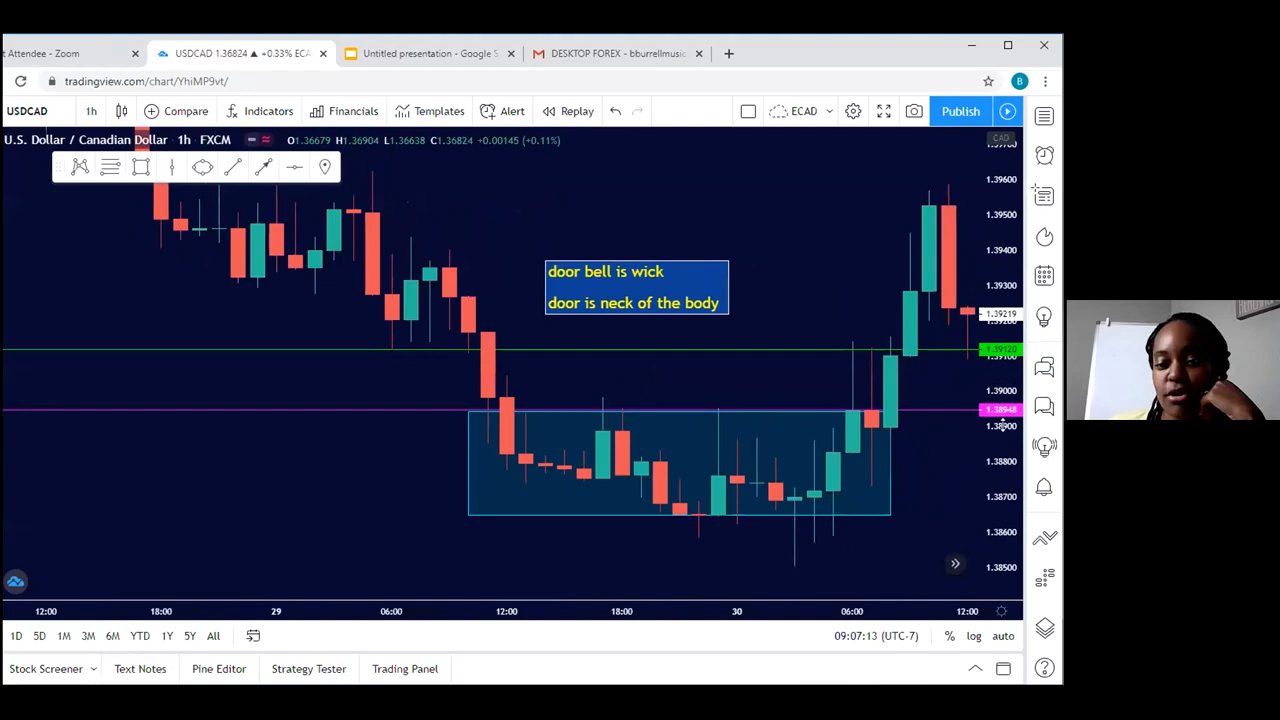 t Attendee - Zoom
USDCAD 1.36824 ▲ +0.33% ECA
Untitled presentation - Google S
DESKTOP FOREX - bburrellmusic
tradingview.com/chart/YhiMP9vt/
B
USDCAD 1h Compare Indicators Financials Templates Alert Replay ECAD Publish
U.S. Dollar / Canadian Dollar • 1h • FXCM O1.36679 H1.36904 L1.36638 C1.36824 +0.00145 (+0.11%)
CAD
door bell is wick
door is neck of the body
1.39600
1.39500
1.39400
1.39300
1.39219
1.39120
1.39000
1.38948
1.38900
1.38800
1.38700
1.38600
1.38500
12:00 18:00 29 06:00 12:00 18:00 30 06:00 12:00
1D 5D 1M 3M 6M YTD 1Y 5Y All
09:07:13 (UTC-7) % log auto
Stock Screener Text Notes Pine Editor Strategy Tester Trading Panel